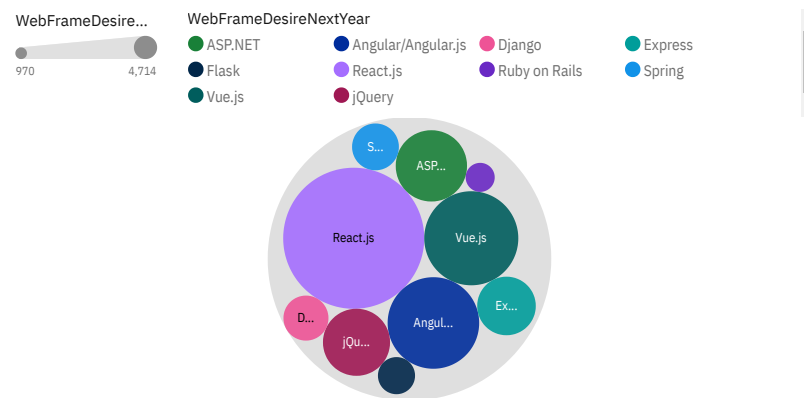 WebFrameDesire...
970 4,714
WebFrameDesireNextYear
ASP.NET Angular/Angular.js Django Express
Flask React.js Ruby on Rails Spring
Vue.js jQuery
S...
ASP...
React.js
Vue.js
Ex...
D...
Angul...
jQu...